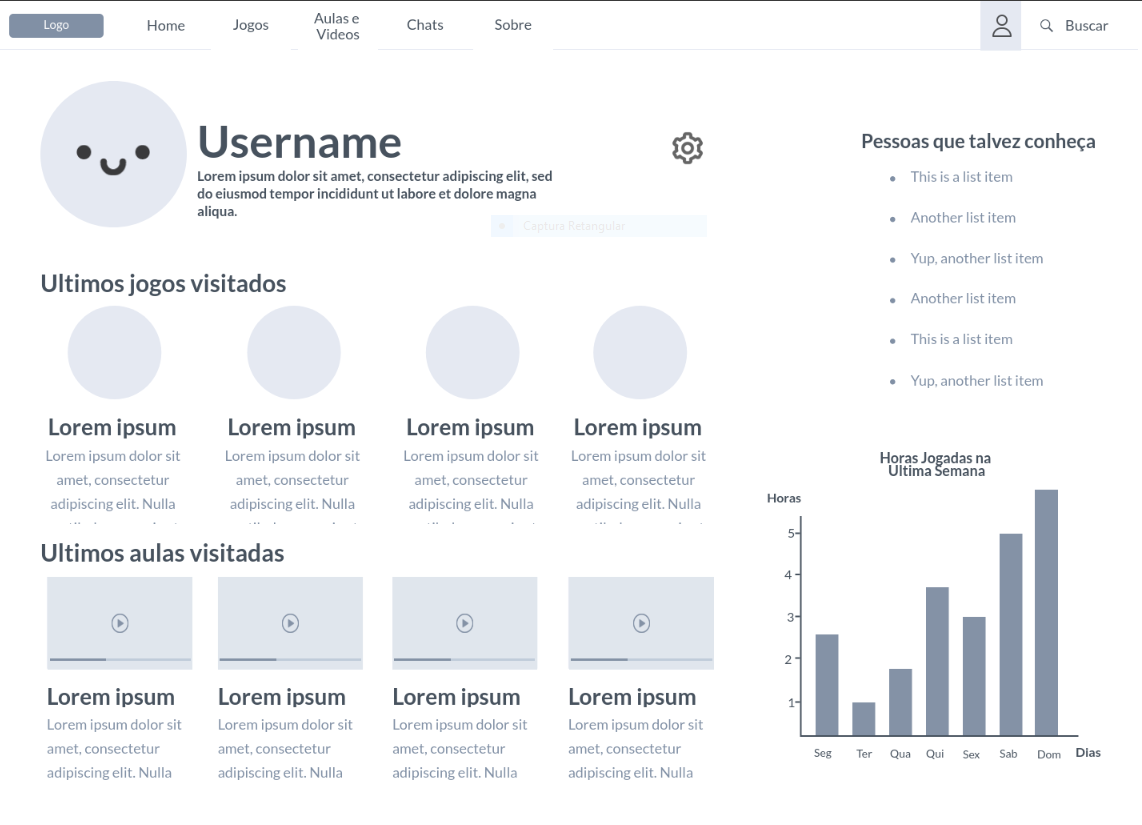 Logo
Home
Jogos
Aulas e
Videos
Chats
Sobre
Buscar
Username
Lorem ipsum dolor sit amet, consectetur adipiscing elit, sed
do eiusmod tempor incididunt ut labore et dolore magna
aliqua.
Captura Retangular
Ultimos jogos visitados
Lorem ipsum
Lorem ipsum dolor sit
amet, consectetur
adipiscing elit. Nulla
Lorem ipsum
Lorem ipsum dolor sit
amet, consectetur
adipiscing elit. Nulla
Lorem ipsum
Lorem ipsum dolor sit
amet, consectetur
adipiscing elit. Nulla
Lorem ipsum
Lorem ipsum dolor sit
amet, consectetur
adipiscing elit. Nulla
Ultimos aulas visitadas
Lorem ipsum
Lorem ipsum dolor sit
amet, consectetur
adipiscing elit. Nulla
Lorem ipsum
Lorem ipsum dolor sit
amet, consectetur
adipiscing elit. Nulla
Lorem ipsum
Lorem ipsum dolor sit
amet, consectetur
adipiscing elit. Nulla
Lorem ipsum
Lorem ipsum dolor sit
amet, consectetur
adipiscing elit. Nulla
Pessoas que talvez conheça
This is a list item
Another list item
Yup, another list item
Another list item
This is a list item
Yup, another list item
Horas Jogadas na
Ultima Semana
Horas
5
4
3
2
1
Seg
Ter
Qua
Qui
Sex
Sab
Dom
Dias